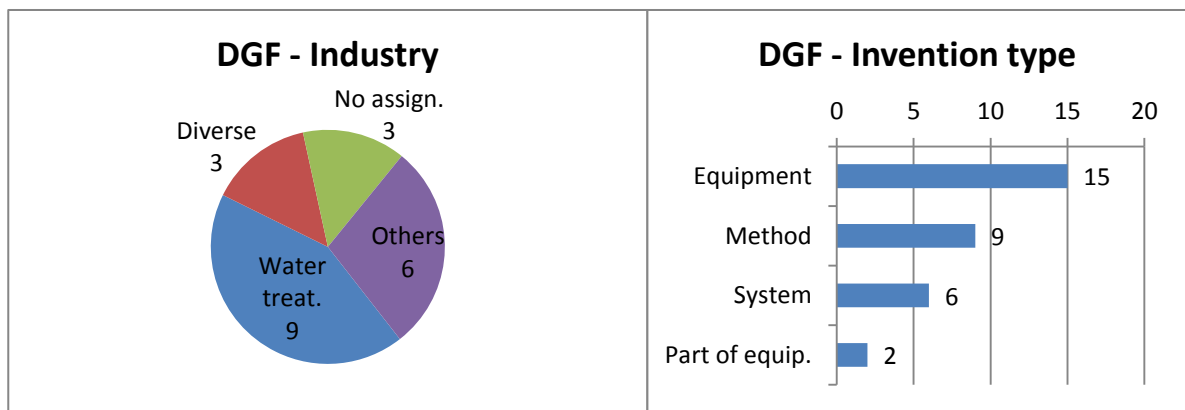 DGF - Industry
No assign.
3
Diverse
3
Others
6
Water
treat.
9
DGF - Invention type
0 5 10 15 20
Equipment 15
Method 9
System 6
Part of equip. 2